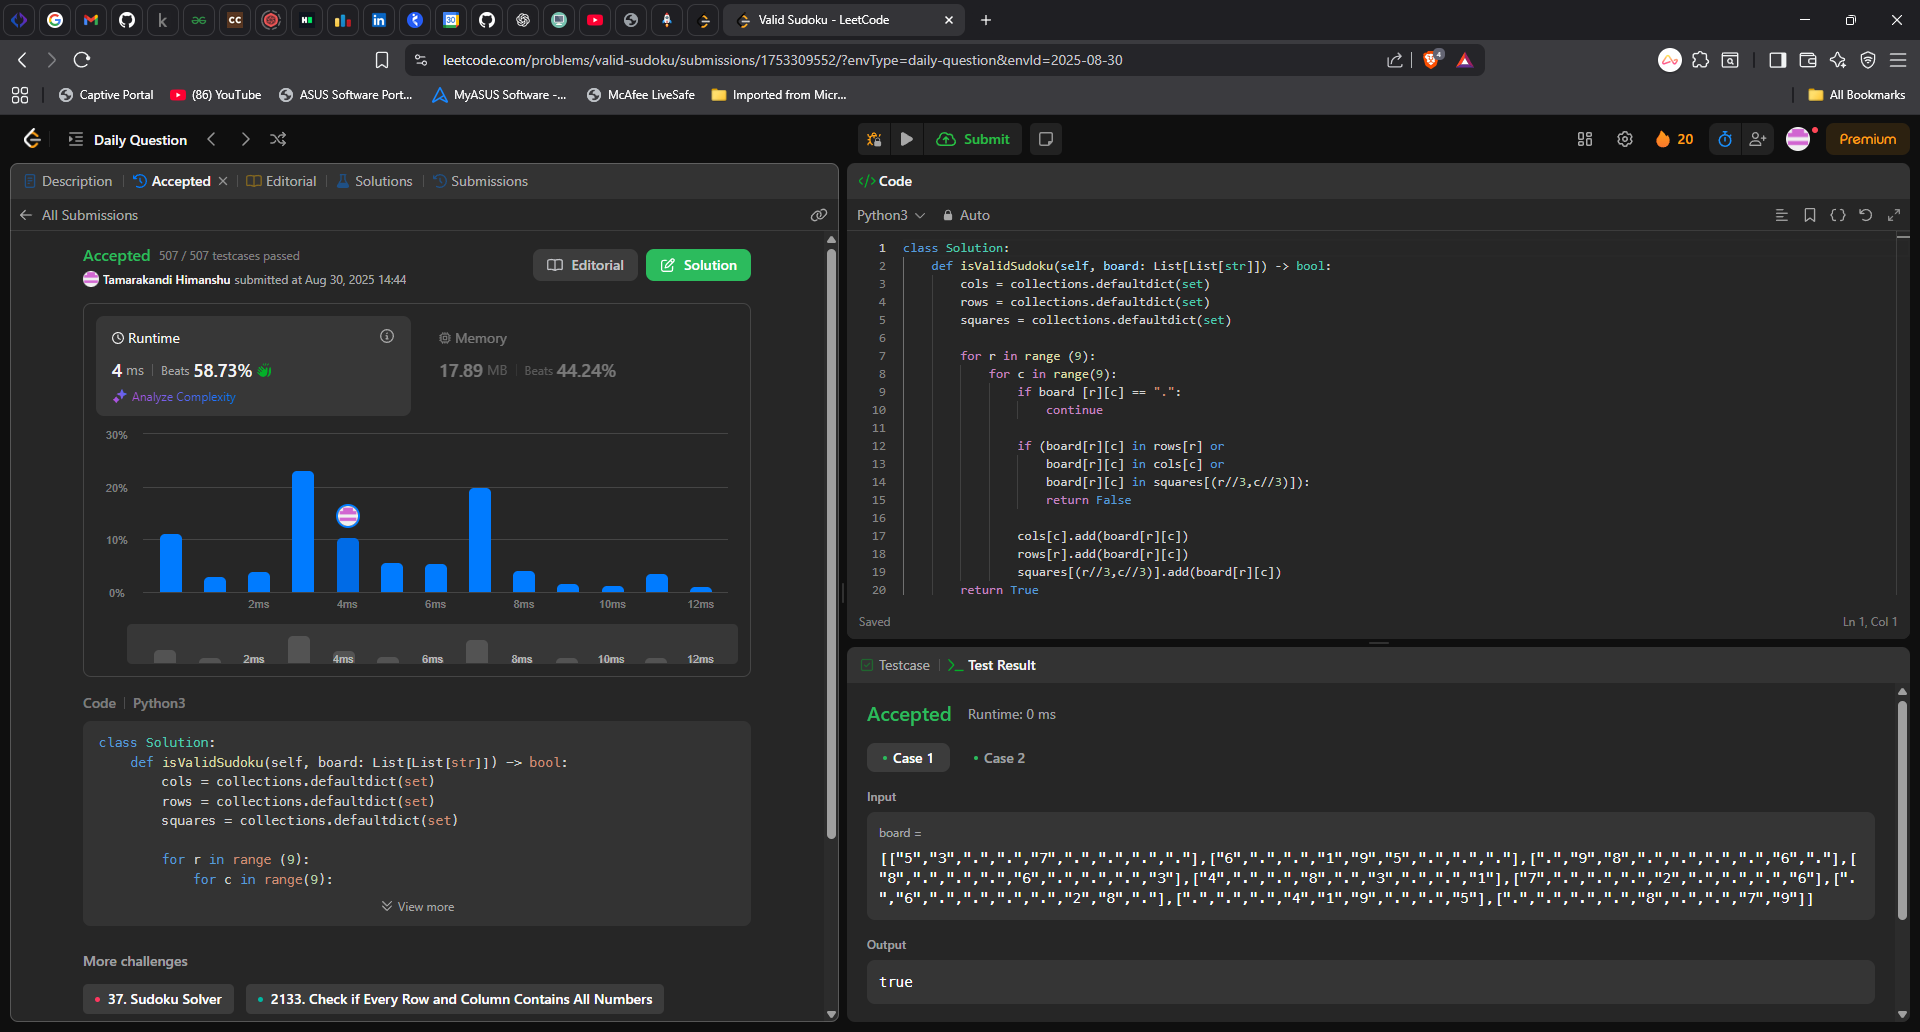 Valid Sudoku - LeetCode
leetcode.com/problems/valid-sudoku/submissions/1753309552/?envType=daily-question&envId=2025-08-30
4
Captive Portal
(86) YouTube
ASUS Software Port...
MyASUS Software -...
McAfee LiveSafe
Imported from Micr...
All Bookmarks
Daily Question
Submit
20
Premium
Description
Accepted
Editorial
Solutions
Submissions
All Submissions
Accepted 507 / 507 testcases passed
Tamarakandi Himanshu submitted at Aug 30, 2025 14:44
Editorial
Solution
Runtime
4 ms | Beats 58.73%
Analyze Complexity
Memory
17.89 MB | Beats 44.24%
30%
20%
10%
0%
2ms 4ms 6ms 8ms 10ms 12ms
2ms 4ms 6ms 8ms 10ms 12ms
Code | Python3
class Solution:
def isValidSudoku(self, board: List[List[str]]) -> bool:
cols = collections.defaultdict(set)
rows = collections.defaultdict(set)
squares = collections.defaultdict(set)
for r in range (9):
for c in range(9):
View more
More challenges
37. Sudoku Solver
2133. Check if Every Row and Column Contains All Numbers
</> Code
Python3
Auto
1 class Solution:
2 def isValidSudoku(self, board: List[List[str]]) -> bool:
3 cols = collections.defaultdict(set)
4 rows = collections.defaultdict(set)
5 squares = collections.defaultdict(set)
6
7 for r in range (9):
8 for c in range(9):
9 if board [r][c] == ".":
10 continue
11
12 if (board[r][c] in rows[r] or
13 board[r][c] in cols[c] or
14 board[r][c] in squares[(r//3,c//3)]):
15 return False
16
17 cols[c].add(board[r][c])
18 rows[r].add(board[r][c])
19 squares[(r//3,c//3)].add(board[r][c])
20 return True
Saved
Ln 1, Col 1
Testcase
Test Result
Accepted Runtime: 0 ms
Case 1
Case 2
Input
board =
[["5","3",".",".","7",".",".",".","."],["6",".",".","1","9","5",".",".","."],[".","9","8",".",".",".",".","6","."],[
"8",".",".",".","6",".",".",".","3"],["4",".",".","8",".","3",".",".","1"],["7",".",".",".","2",".",".",".","6"],[".
","6",".",".",".",".","2","8","."],[".",".",".","4","1","9",".",".","5"],[".",".",".",".","8",".",".","7","9"]]
Output
true